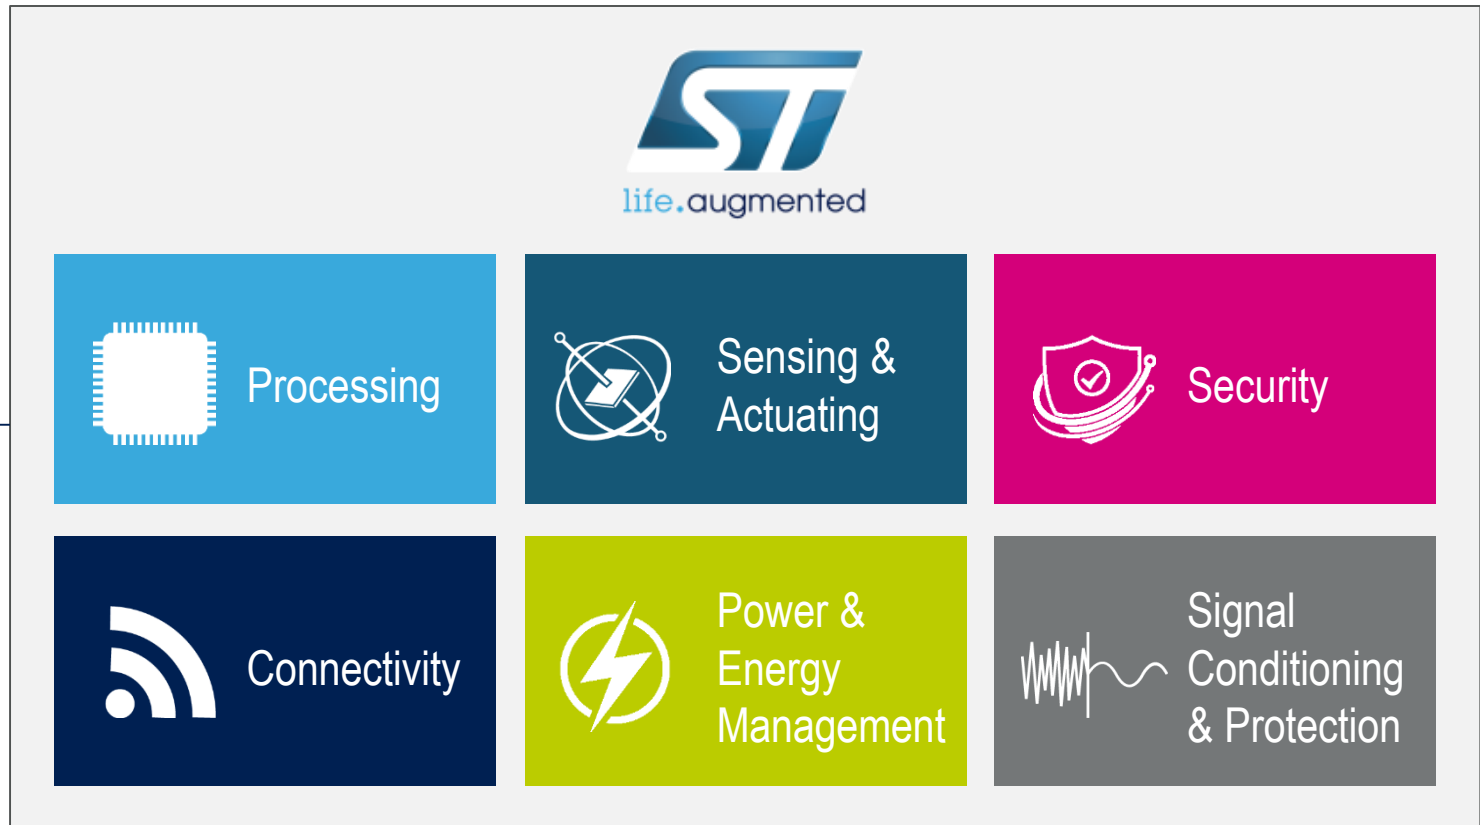 ST
life.augmented
Processing
Sensing &
Actuating
Security
Connectivity
Power &
Energy
Management
Signal
Conditioning
& Protection